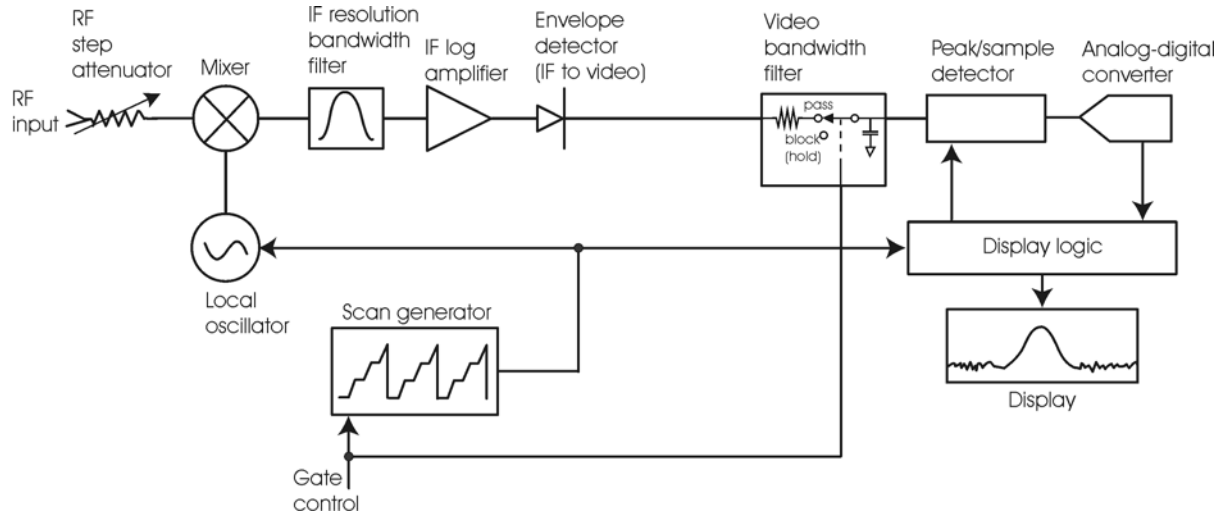 RF
step
attenuator
RF
input
Mixer
IF resolution
bandwidth
filter
IF log
amplifier
Envelope
detector
(IF to video)
Video
bandwidth
filter
pass
block
(hold)
Peak/sample
detector
Analog-digital
converter
Local
oscillator
Display logic
Scan generator
Display
Gate
control